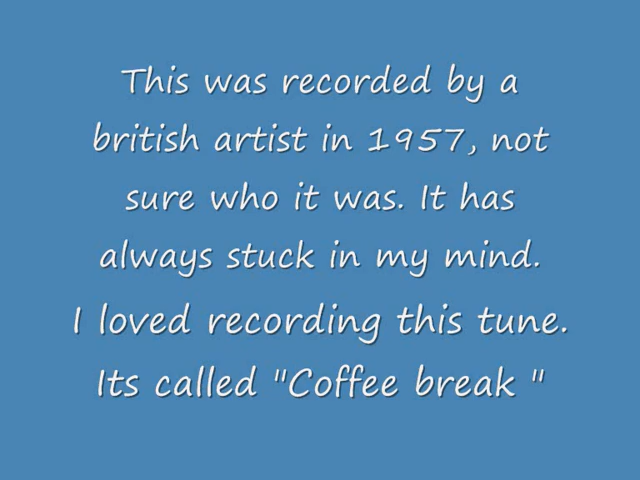 This was recorded by a
british artist in 1957, not
sure who it was. It has
always stuck in my mind.
I loved recording this tune.
Its called "Coffee break "